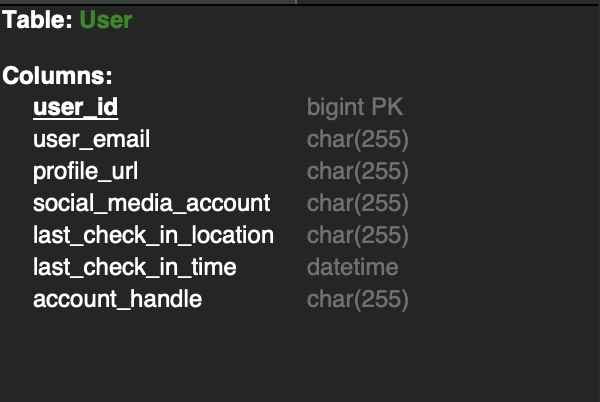 Table: User
Columns:
user_id bigint PK
user_email char(255)
profile_url char(255)
social_media_account char(255)
last_check_in_location char(255)
last_check_in_time datetime
account_handle char(255)